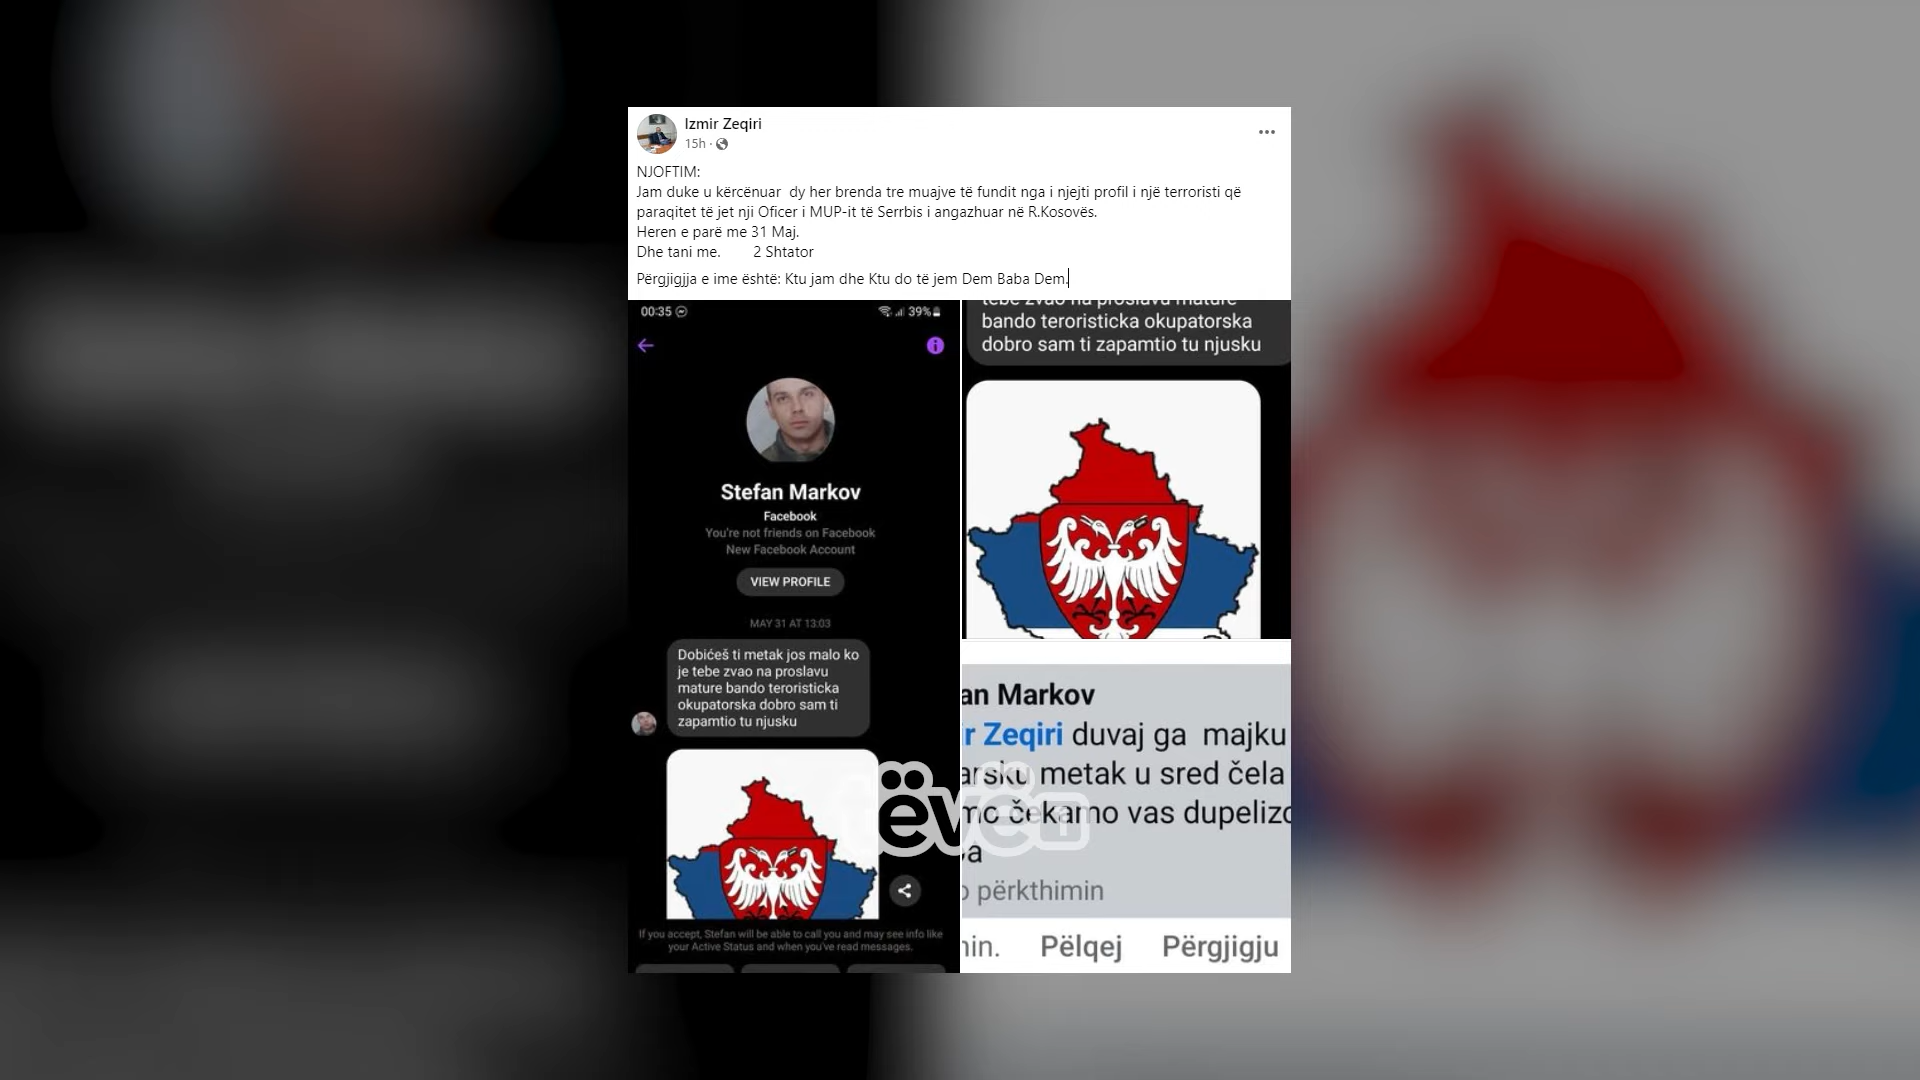 Izmir Zeqiri
15h ·
NJOFTIM:
Jam duke u kërcënuar dy her brenda tre muajve të fundit nga i njejti profil i një terroristi që
paraqitet të jet nji Oficer i MUP-it të Serrbis i angazhuar në R.Kosovës.
Heren e parë me 31 Maj.
Dhe tani me. 2 Shtator
Përgjigjja e ime është: Ktu jam dhe Ktu do të jem Dem Baba Dem.
00:35
39%
Stefan Markov
Facebook
You're not friends on Facebook
New Facebook Account
VIEW PROFILE
MAY 31 AT 13:03
Dobićeš ti metak jos malo ko
je tebe zvao na proslavu
mature bando teroristicka
okupatorska dobro sam ti
zapamtio tu njusku
If you accept, Stefan will be able to call you and may see info like
your Active Status and when you've read messages.
tebe zvao na proslavu mature
bando teroristicka okupatorska
dobro sam ti zapamtio tu njusku
an Markov
r Zeqiri duvaj ga majku
arsku metak u sred čela
mo čekamo vas dupelizo
përkthimin
in. Pëlqej Përgjigju
tëvën1